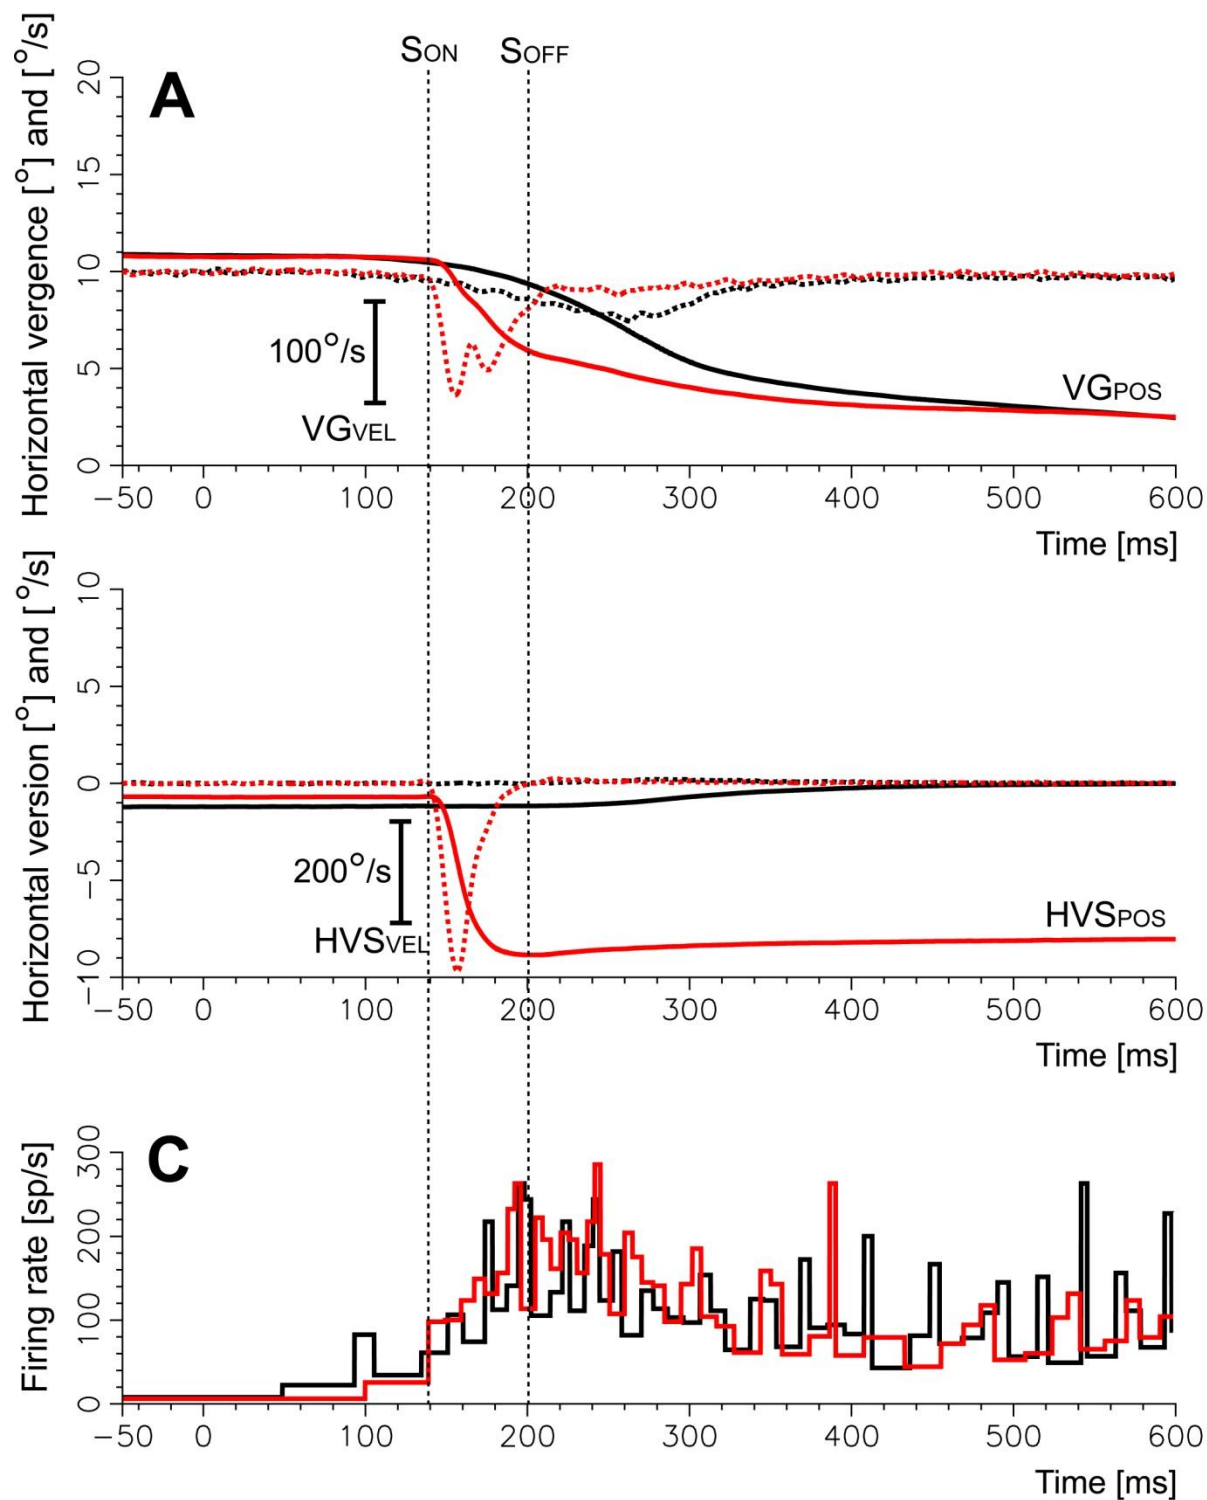 SON SOFF
A
Horizontal vergence [°] and [°/s]
20
15
10
5
0
100°/s
VGVEL
VGPOS
−50 0 100 200 300 400 500 600
Time [ms]
Horizontal version [°] and [°/s]
10
5
0
−5
−10
200°/s
HVSVEL
HVSPOS
−50 0 100 200 300 400 500 600
Time [ms]
C
Firing rate [sp/s]
300
200
100
0
−50 0 100 200 300 400 500 600
Time [ms]